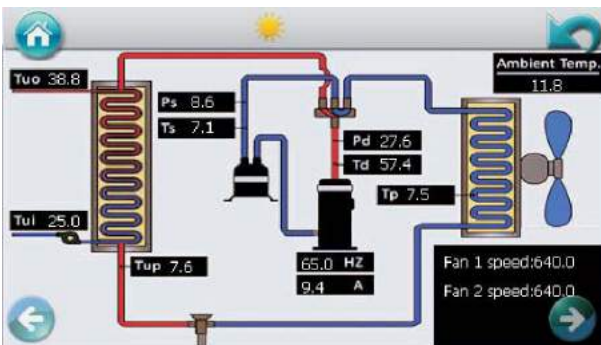 Ambient Temp.
11.8
Tuo 38.8
Ps 8.6
Ts 7.1
Pd 27.6
Td 57.4
Tp 7.5
Tui 25.0
Tup 7.6
65.0 HZ
9.4 A
Fan 1 speed:640.0
Fan 2 speed:640.0